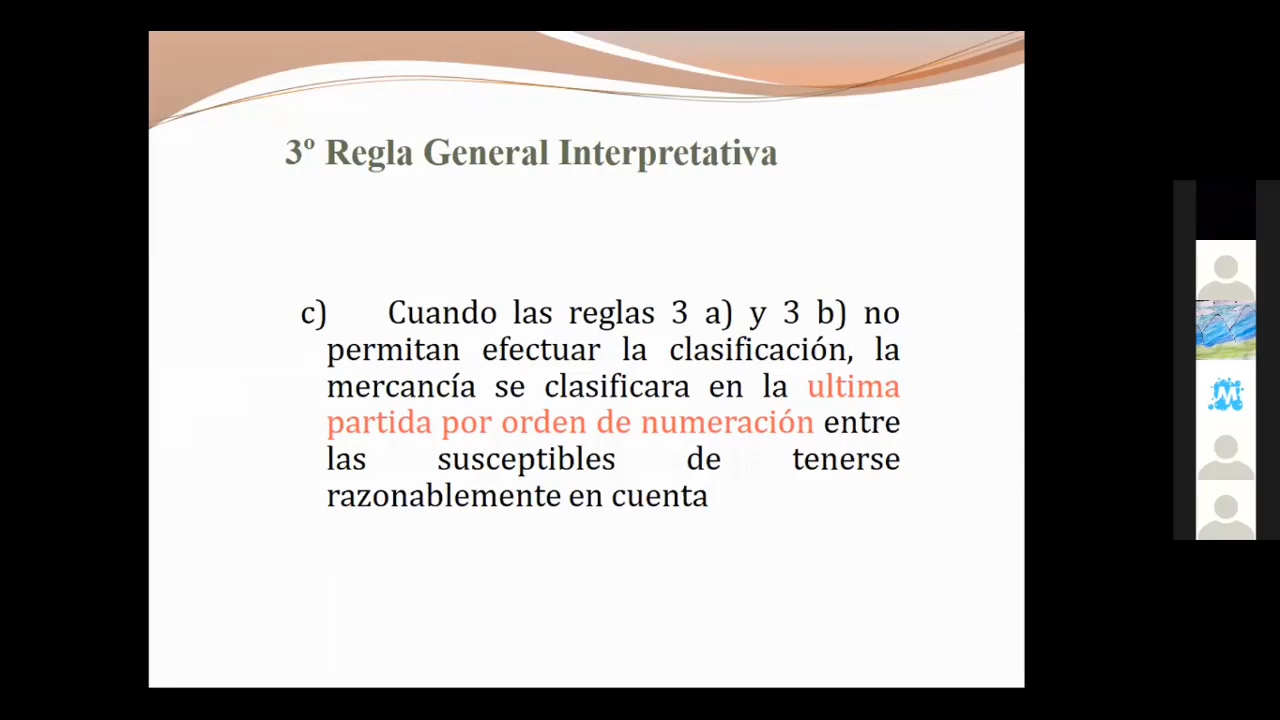 3º Regla General Interpretativa
c) Cuando las reglas 3 a) y 3 b) no
permitan efectuar la clasificación, la
mercancía se clasificara en la ultima
partida por orden de numeración entre
las susceptibles de tenerse
razonablemente en cuenta